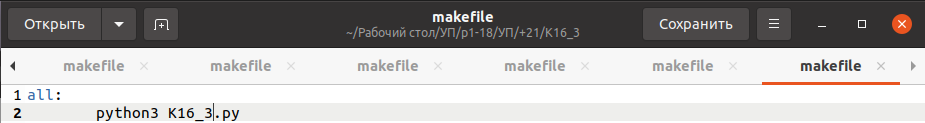 Открыть
makefile
~/Рабочий стол/УП/р1-18/УП/+21/K16_3
Сохранить
makefile makefile makefile makefile makefile makefile
1 all:
2 python3 K16_3.py